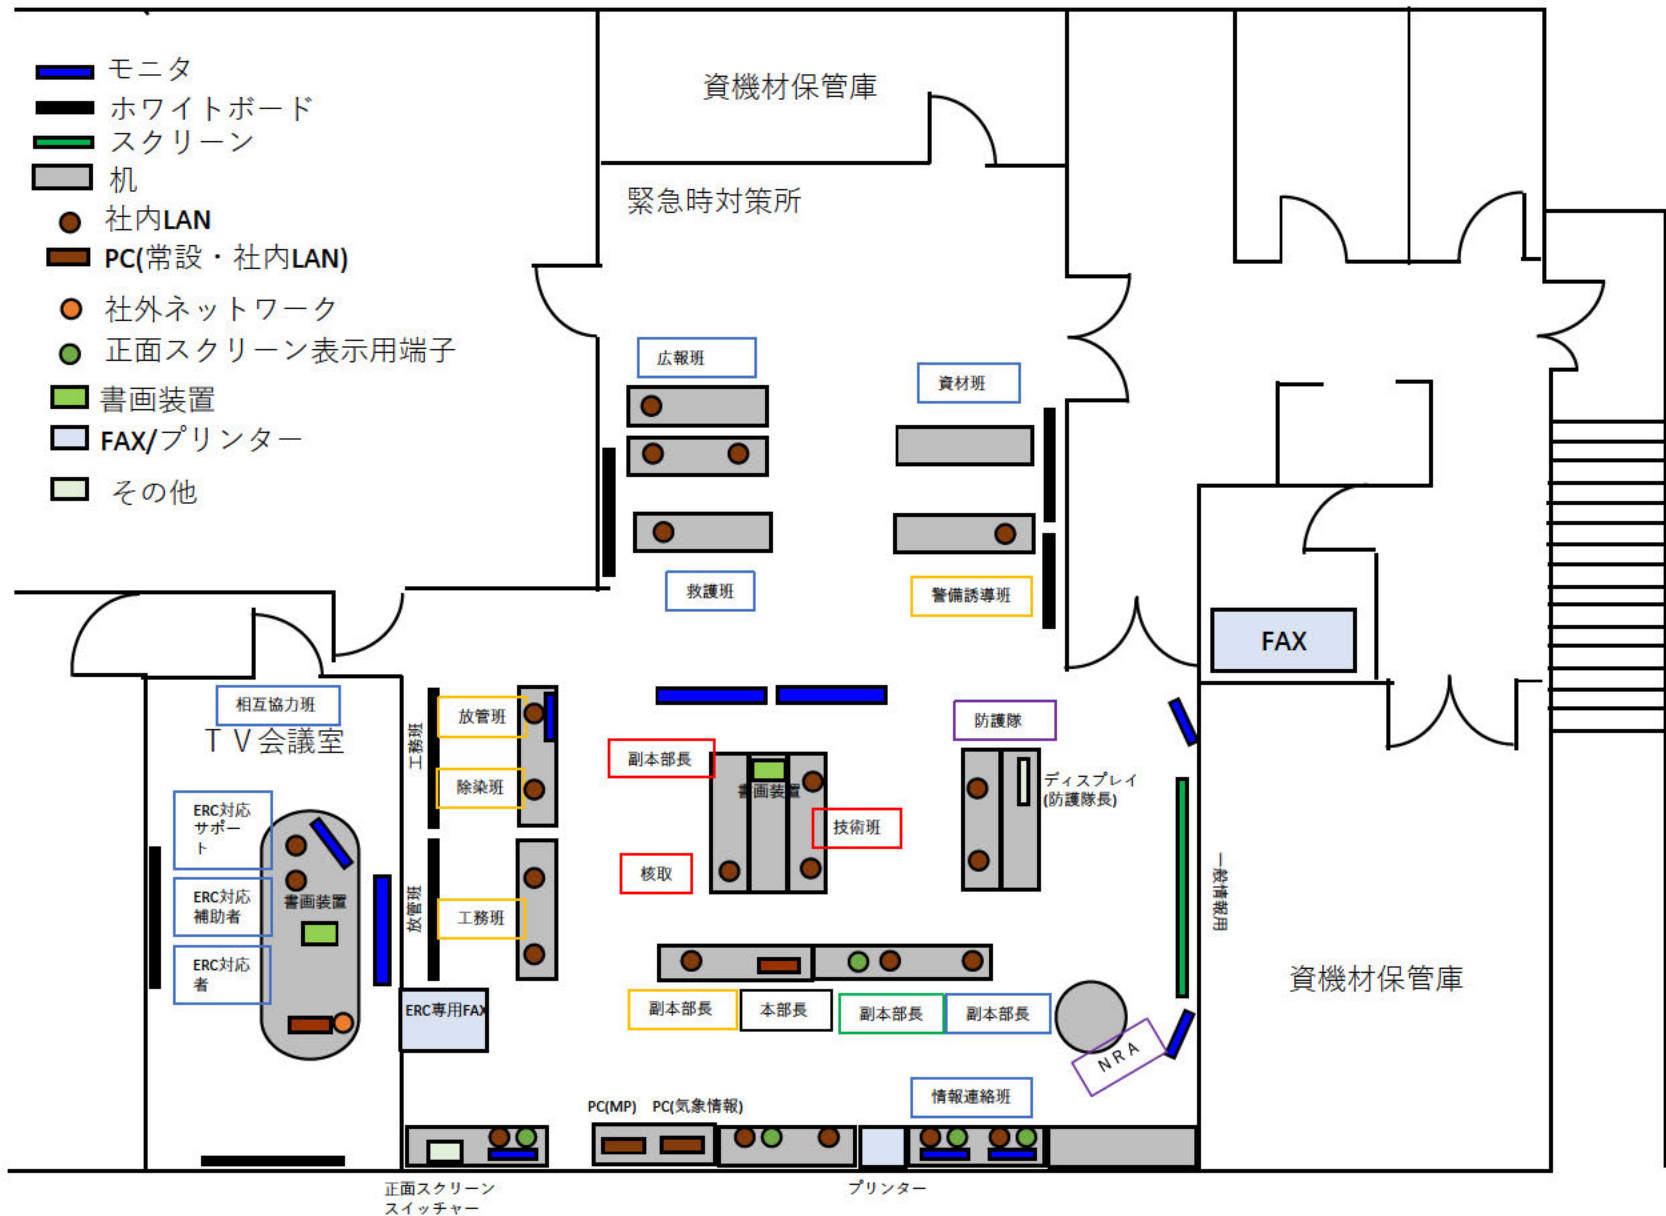 モニタ
ホワイトボード
スクリーン
机
社内LAN
PC(常設・社内LAN)
社外ネットワーク
正面スクリーン表示用端子
書画装置
FAX/プリンター
その他
資機材保管庫
緊急時対策所
広報班
資材班
救護班
警備誘導班
FAX
相互協力班
TV会議室
工務班
放管班
除染班
放管班
工務班
副本部長
書画装置
技術班
核取
防護隊
ディスプレイ
(防護隊長)
一般情報用
ERC対応
サポー
ト
ERC対応
補助者
ERC対応
者
書画装置
ERC専用FAX
副本部長
本部長
副本部長
副本部長
NRA
資機材保管庫
PC(MP)
PC(気象情報)
情報連絡班
正面スクリーン
スイッチャー
プリンター